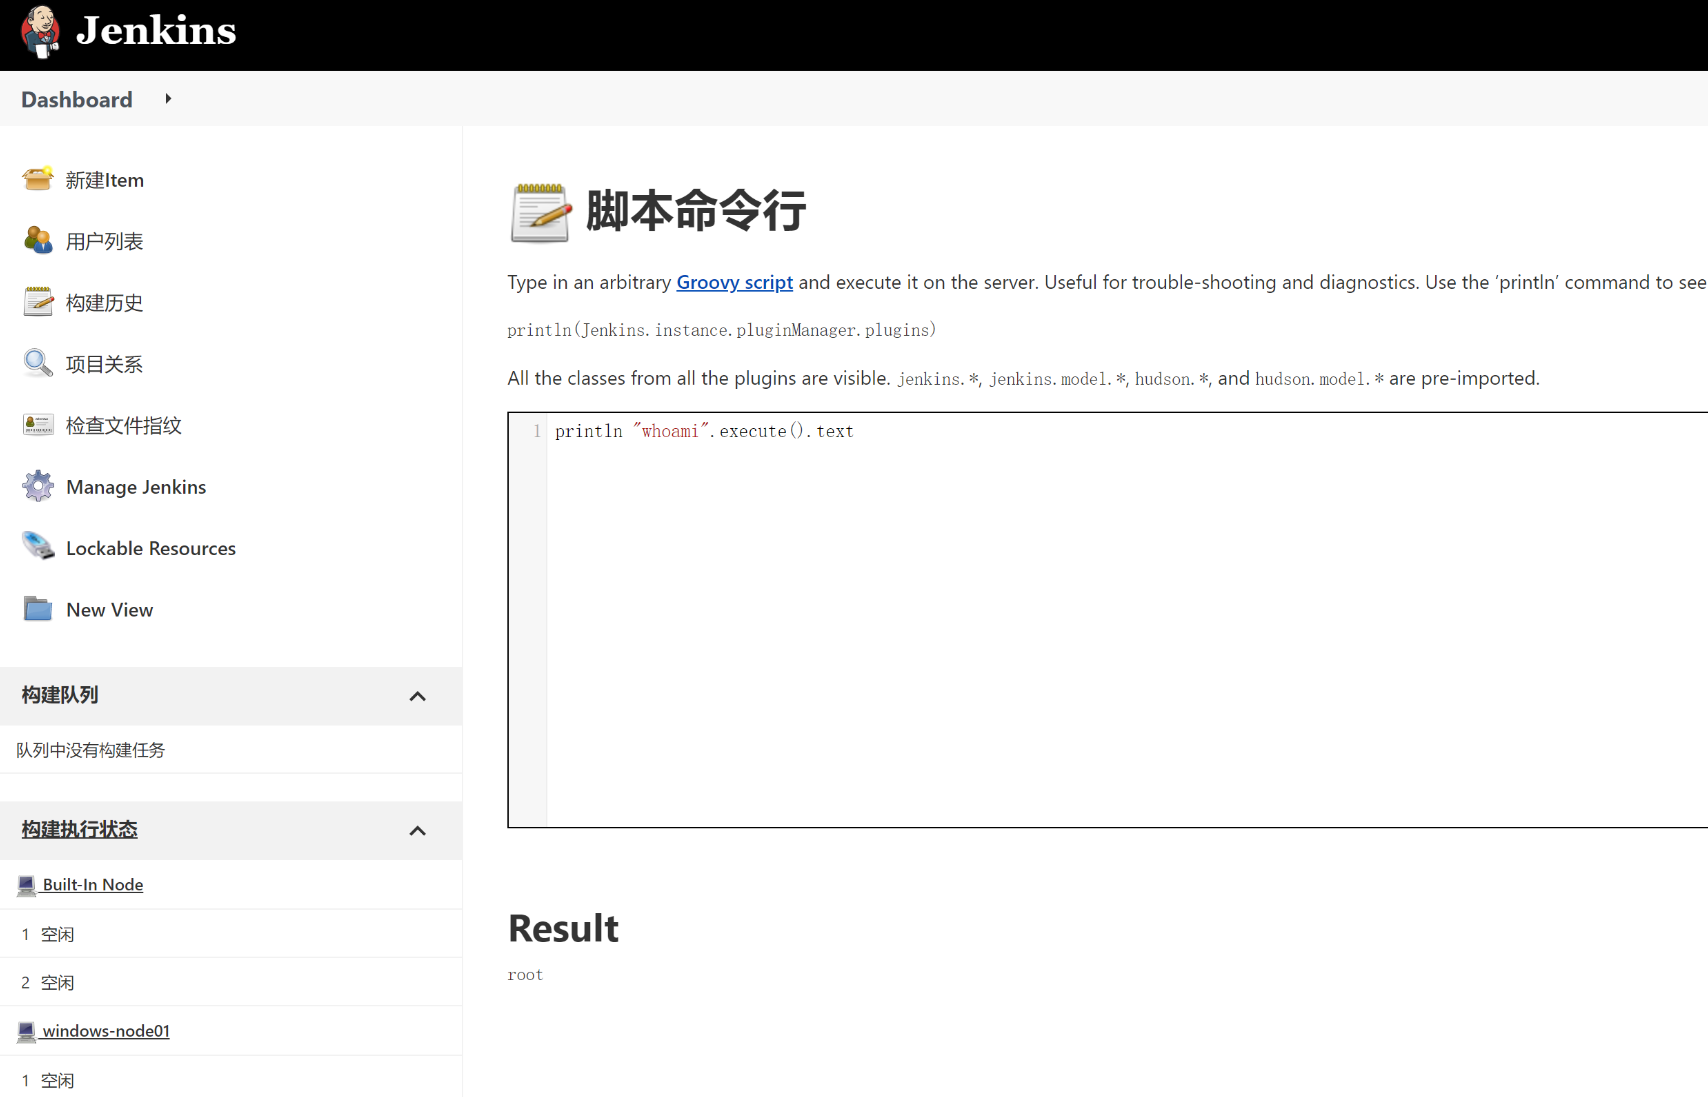 Jenkins
Dashboard
新建Item
用户列表
构建历史
项目关系
检查文件指纹
Manage Jenkins
Lockable Resources
New View
构建队列
队列中没有构建任务
构建执行状态
Built-In Node
1 空闲
2 空闲
windows-node01
1 空闲
脚本命令行
Type in an arbitrary Groovy script and execute it on the server. Useful for trouble-shooting and diagnostics. Use the ‘println’ command to see
println(Jenkins.instance.pluginManager.plugins)
All the classes from all the plugins are visible. jenkins.*, jenkins.model.*, hudson.*, and hudson.model.* are pre-imported.
1 println "whoami".execute().text
Result
root